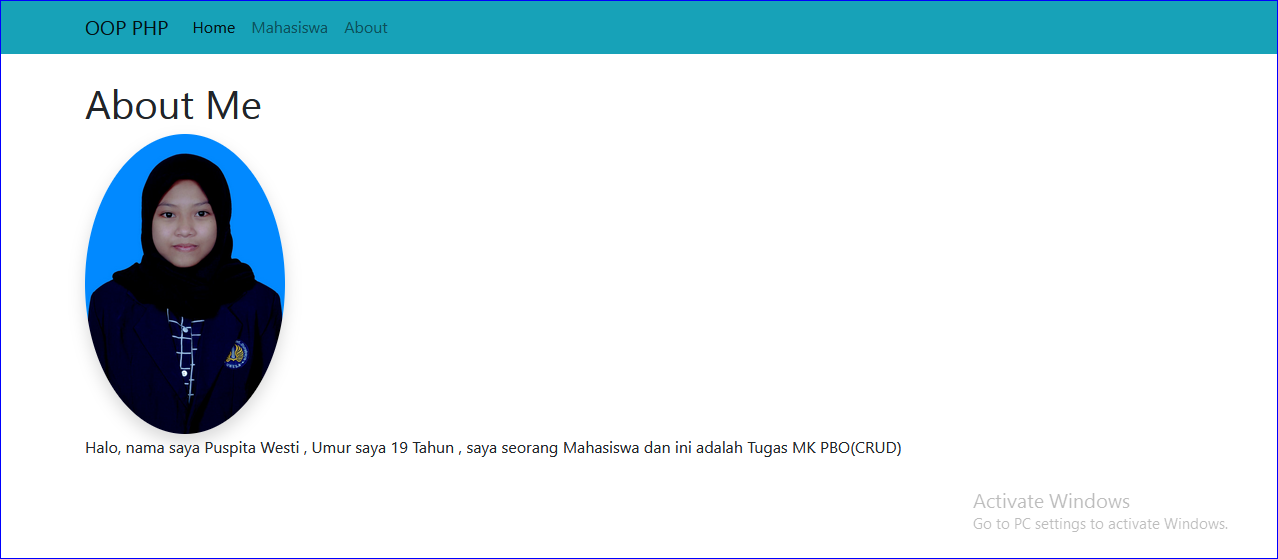 OOP PHP Home Mahasiswa About
About Me
Halo, nama saya Puspita Westi , Umur saya 19 Tahun , saya seorang Mahasiswa dan ini adalah Tugas MK PBO(CRUD)
Activate Windows
Go to PC settings to activate Windows.